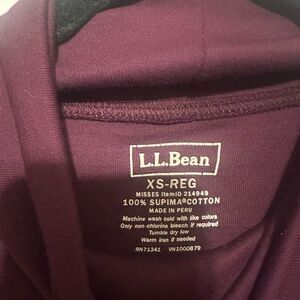 L.L.Bean
XS-REG
MISSES ItemID 214949
100% SUPIMA®COTTON
MADE IN PERU
Machine wash cold with like colors
Only non-chlorine bleach if required
Tumble dry low
Warm iron if needed
RN71341 VN1000879